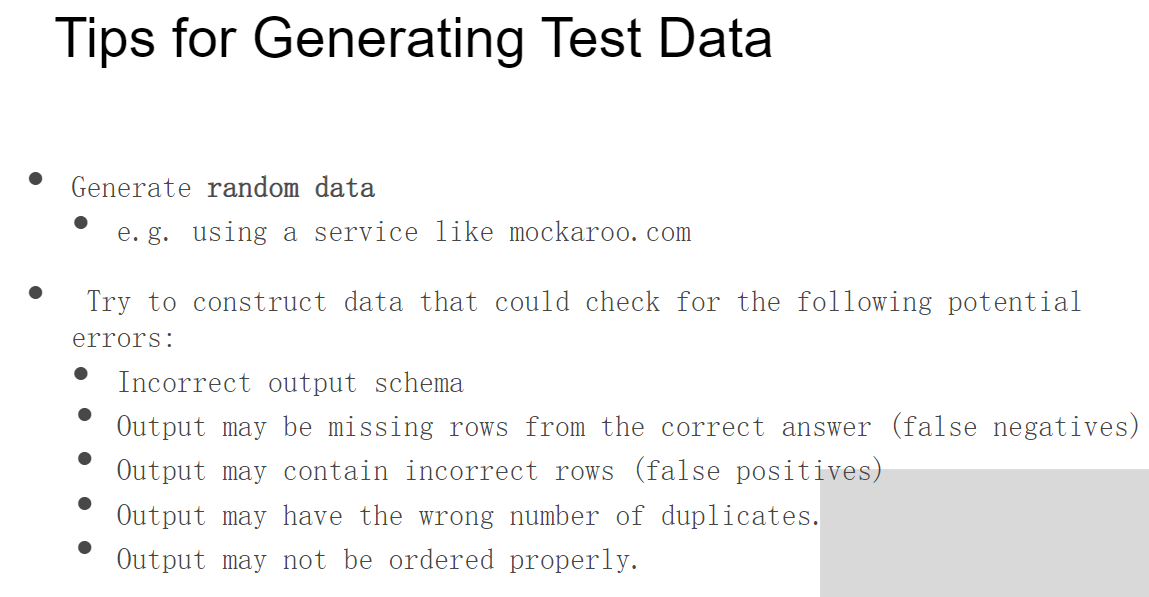 Tips for Generating Test Data
Generate random data
e.g. using a service like mockaroo.com
Try to construct data that could check for the following potential
errors:
Incorrect output schema
Output may be missing rows from the correct answer (false negatives)
Output may contain incorrect rows (false positives)
Output may have the wrong number of duplicates.
Output may not be ordered properly.